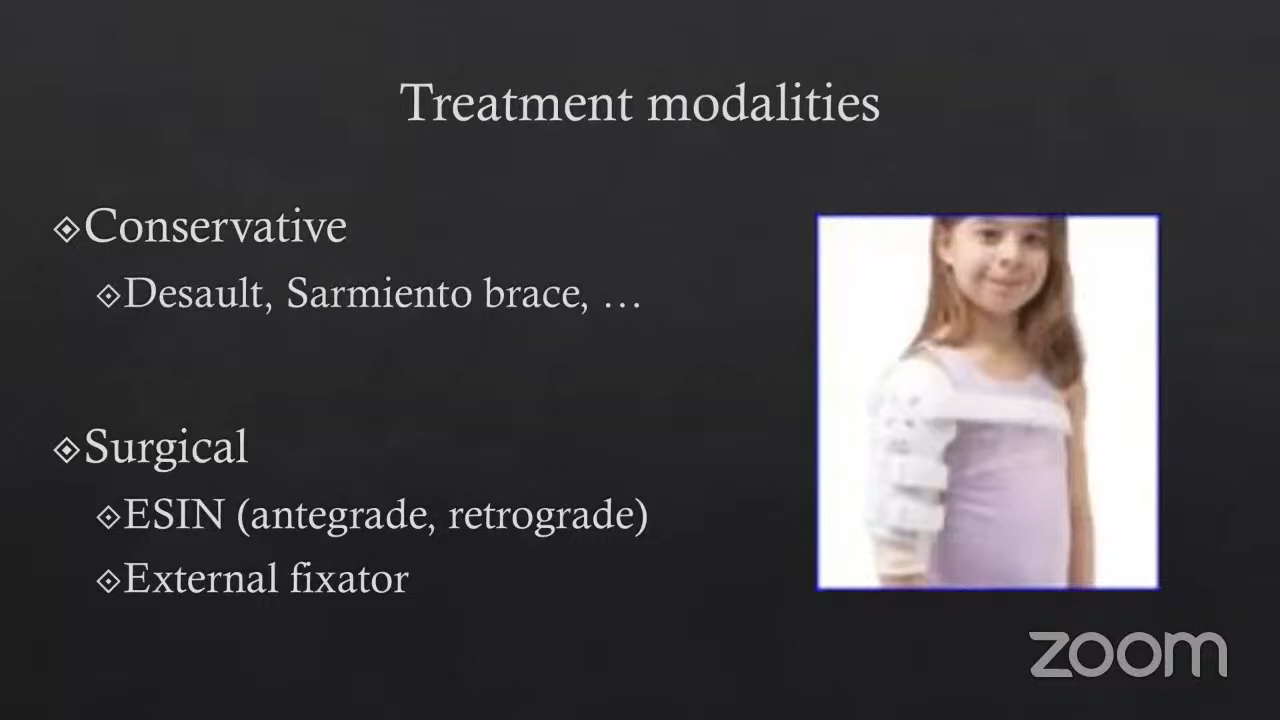 Treatment modalities
Conservative
Desault, Sarmiento brace, …
Surgical
ESIN (antegrade, retrograde)
External fixator
zoom